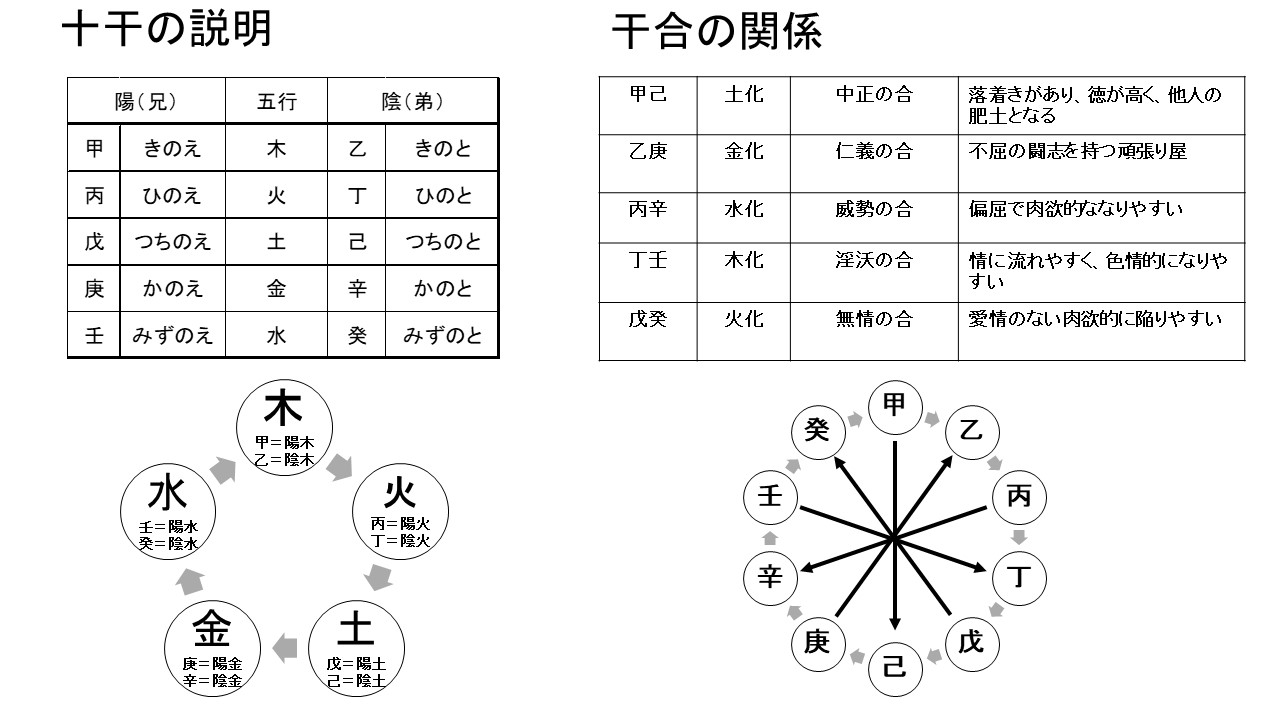 十干の説明
陽（兄） 五行 陰（弟）
甲 きのえ 木 乙 きのと
丙 ひのえ 火 丁 ひのと
戊 つちのえ 土 己 つちのと
庚 かのえ 金 辛 かのと
壬 みずのえ 水 癸 みずのと
木
甲＝陽木
乙＝陰木
火
丙＝陽火
丁＝陰火
土
戊＝陽土
己＝陰土
金
庚＝陽金
辛＝陰金
水
壬＝陽水
癸＝陰水
干合の関係
甲己 土化 中正の合 落着きがあり、徳が高く、他人の
肥土となる
乙庚 金化 仁義の合 不屈の闘志を持つ頑張り屋
丙辛 水化 威勢の合 偏屈で肉欲的ななりやすい
丁壬 木化 淫沃の合 情に流れやすく、色情的になりや
すい
戊癸 火化 無情の合 愛情のない肉欲的に陥りやすい
甲
乙
丙
丁
戊
己
庚
辛
壬
癸